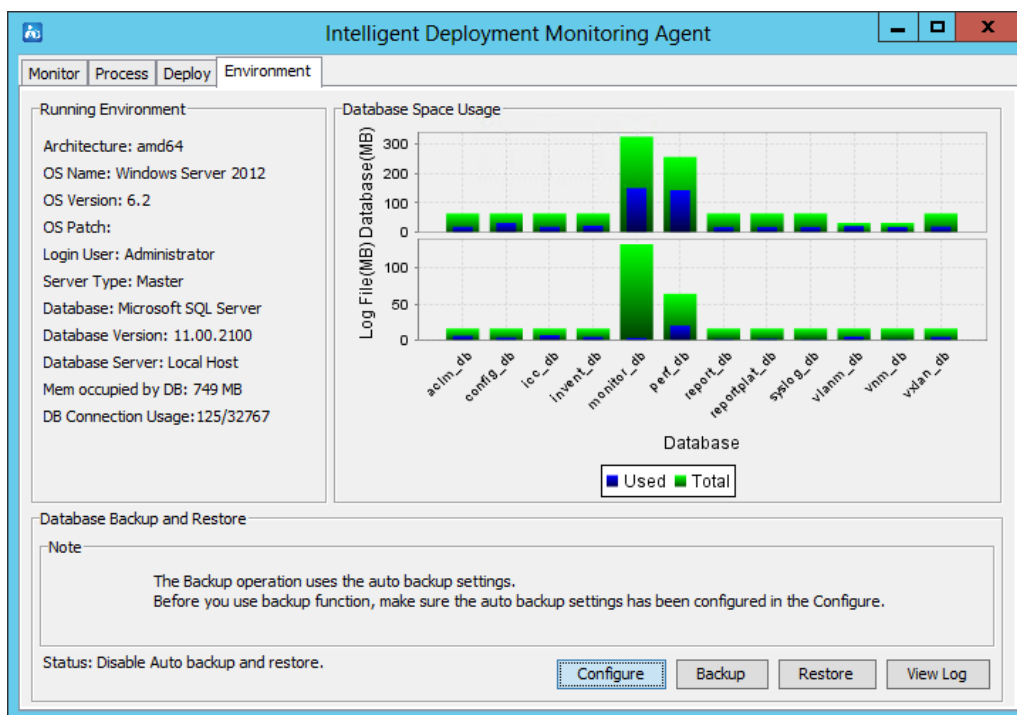 Intelligent Deployment Monitoring Agent
Monitor Process Deploy Environment
Running Environment
Architecture: amd64
OS Name: Windows Server 2012
OS Version: 6.2
OS Patch:
Login User: Administrator
Server Type: Master
Database: Microsoft SQL Server
Database Version: 11.00.2100
Database Server: Local Host
Mem occupied by DB: 749 MB
DB Connection Usage:125/32767
Database Space Usage
Database(MB)
300
200
100
0
Log File(MB)
100
50
0
aclm_db
config_db
icc_db
invent_db
monitor_db
perf_db
report_db
reportplat_db
syslog_db
vlanm_db
vnm_db
vxlan_db
Database
Used Total
Database Backup and Restore
Note
The Backup operation uses the auto backup settings.
Before you use backup function, make sure the auto backup settings has been configured in the Configure.
Status: Disable Auto backup and restore.
Configure Backup Restore View Log